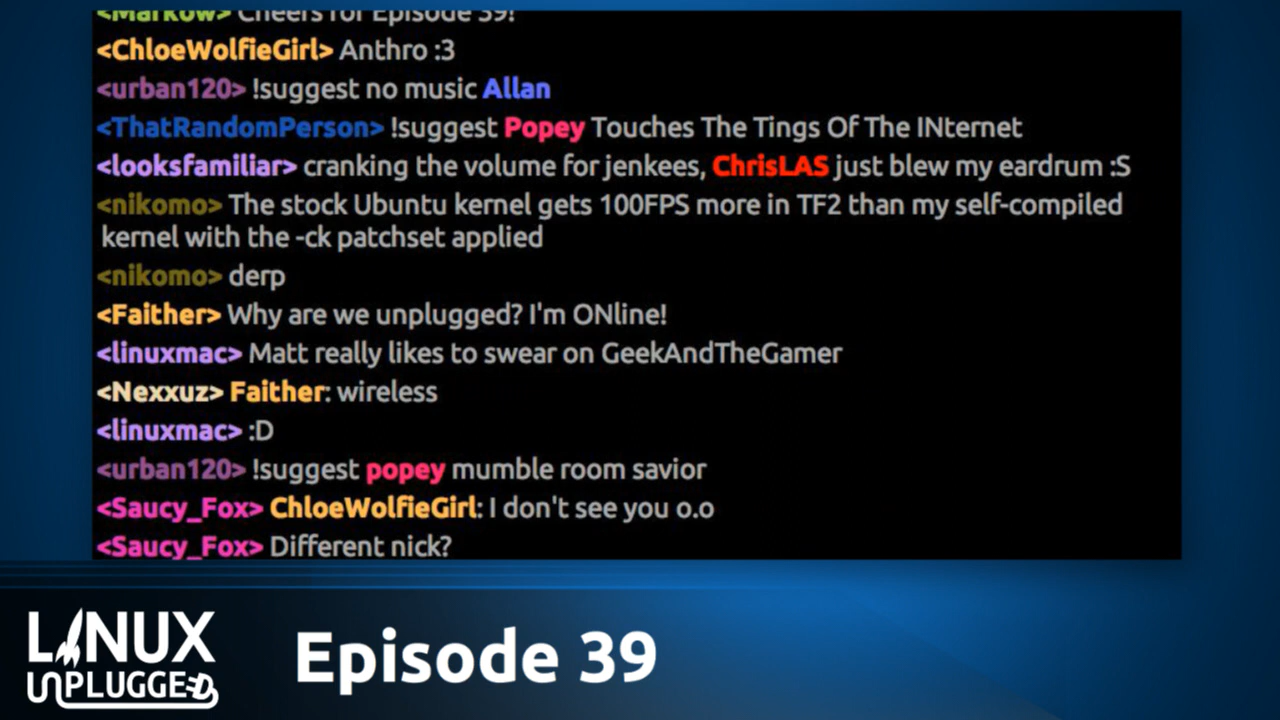 <Markow> Cheers for Episode 39!
<ChloeWolfieGirl> Anthro :3
<urban120> !suggest no music Allan
<ThatRandomPerson> !suggest Popey Touches The Tings Of The INternet
<looksfamiliar> cranking the volume for jenkees, ChrisLAS just blew my eardrum :S
<nikomo> The stock Ubuntu kernel gets 100FPS more in TF2 than my self-compiled
kernel with the -ck patchset applied
<nikomo> derp
<Faither> Why are we unplugged? I'm ONline!
<linuxmac> Matt really likes to swear on GeekAndTheGamer
<Nexxuz> Faither: wireless
<linuxmac> :D
<urban120> !suggest popey mumble room savior
<Saucy_Fox> ChloeWolfieGirl: I don't see you o.o
<Saucy_Fox> Different nick?
LINUX
UNPLUGGED
Episode 39